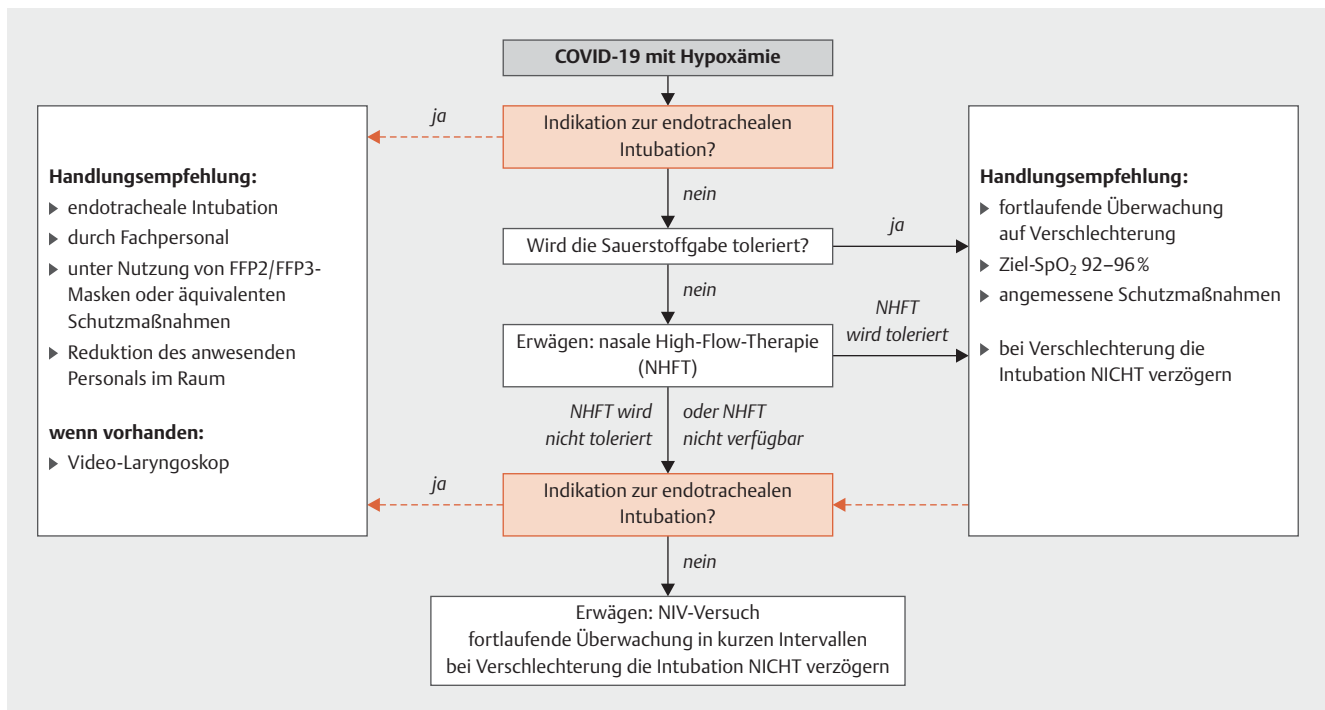 COVID-19 mit Hypoxämie
ja
Indikation zur endotrachealen
Intubation?
nein
Handlungsempfehlung:
▶ endotracheale Intubation
▶ durch Fachpersonal
▶ unter Nutzung von FFP2/FFP3-
Masken oder äquivalenten
Schutzmaßnahmen
▶ Reduktion des anwesenden
Personals im Raum
wenn vorhanden:
▶ Video-Laryngoskop
Wird die Sauerstoffgabe toleriert?
ja
nein
Handlungsempfehlung:
▶ fortlaufende Überwachung
auf Verschlechterung
▶ Ziel-SpO₂ 92–96%
▶ angemessene Schutzmaßnahmen
▶ bei Verschlechterung die
Intubation NICHT verzögern
Erwägen: nasale High-Flow-Therapie
(NHFT)
NHFT
wird toleriert
NHFT wird
nicht toleriert
oder NHFT
nicht verfügbar
ja
Indikation zur endotrachealen
Intubation?
nein
Erwägen: NIV-Versuch
fortlaufende Überwachung in kurzen Intervallen
bei Verschlechterung die Intubation NICHT verzögern